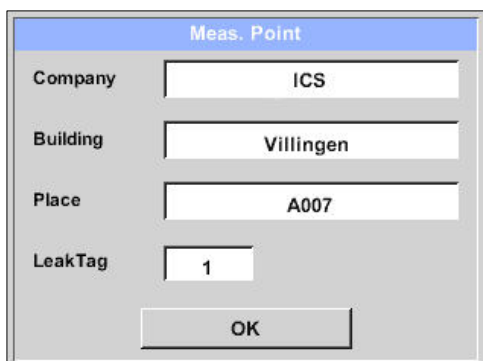 Meas. Point
Company ICS
Building Villingen
Place A007
LeakTag 1
OK